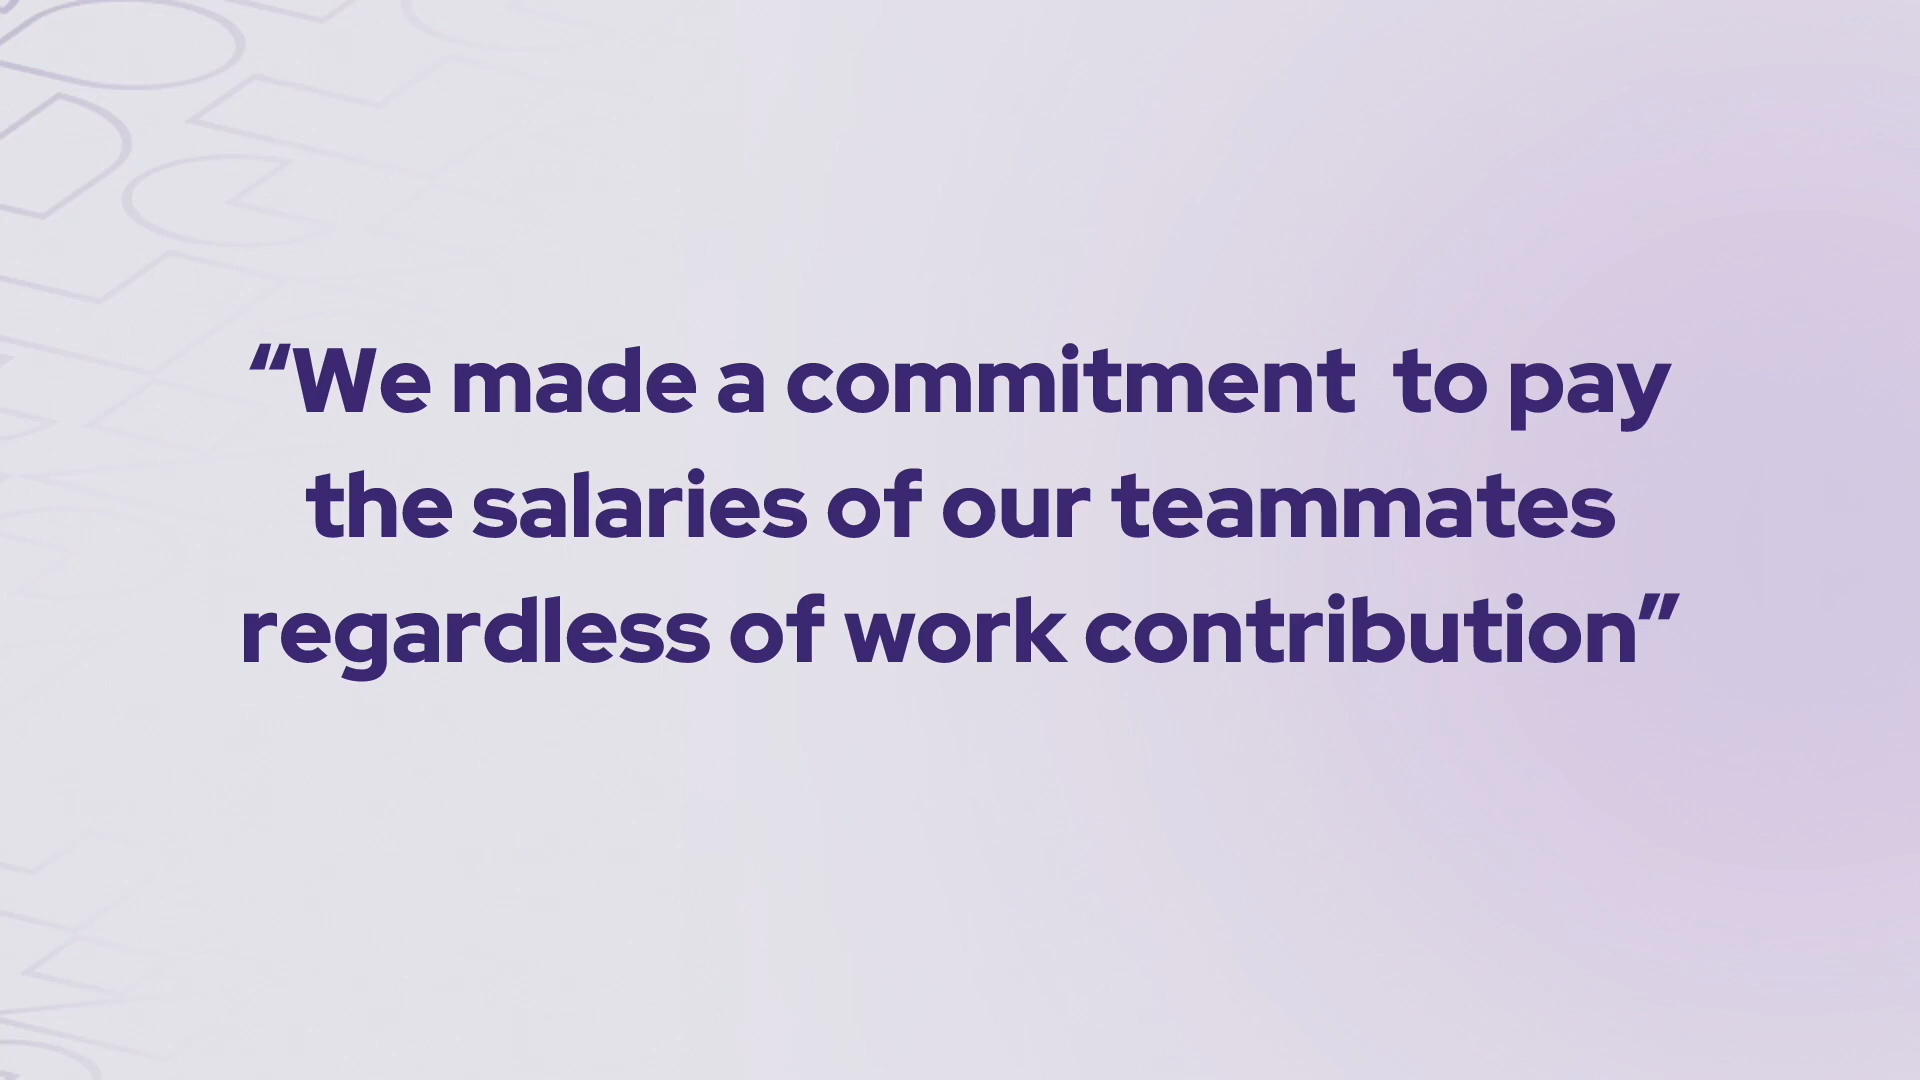 “We made a commitment  to pay
the salaries of our teammates
regardless of work contribution”